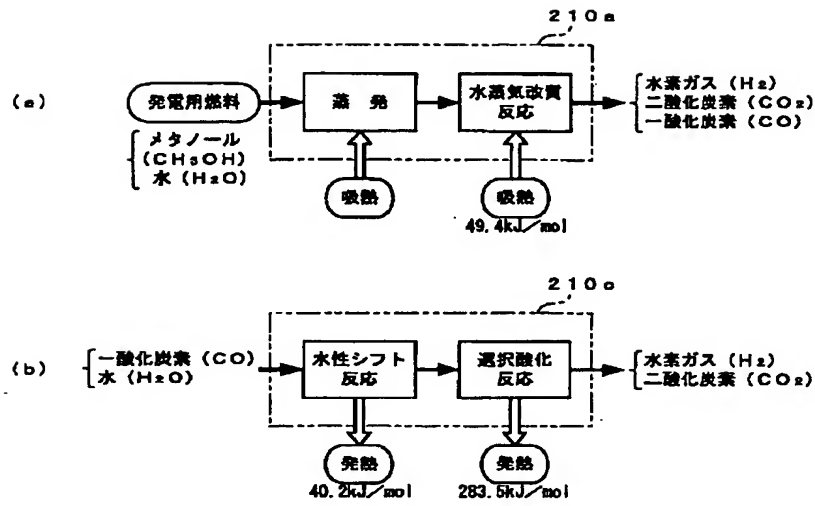 210a
(a)
発電用燃料
メタノール
(CH3OH)
水(H2O)
蒸 発
水蒸気改質
反応
水素ガス(H2)
二酸化炭素(CO2)
一酸化炭素(CO)
吸熱
吸熱
49.4kJ/mol
210c
(b)
一酸化炭素(CO)
水(H2O)
水性シフト
反応
選択酸化
反応
水素ガス(H2)
二酸化炭素(CO2)
発熱
40.2kJ/mol
発熱
283.5kJ/mol